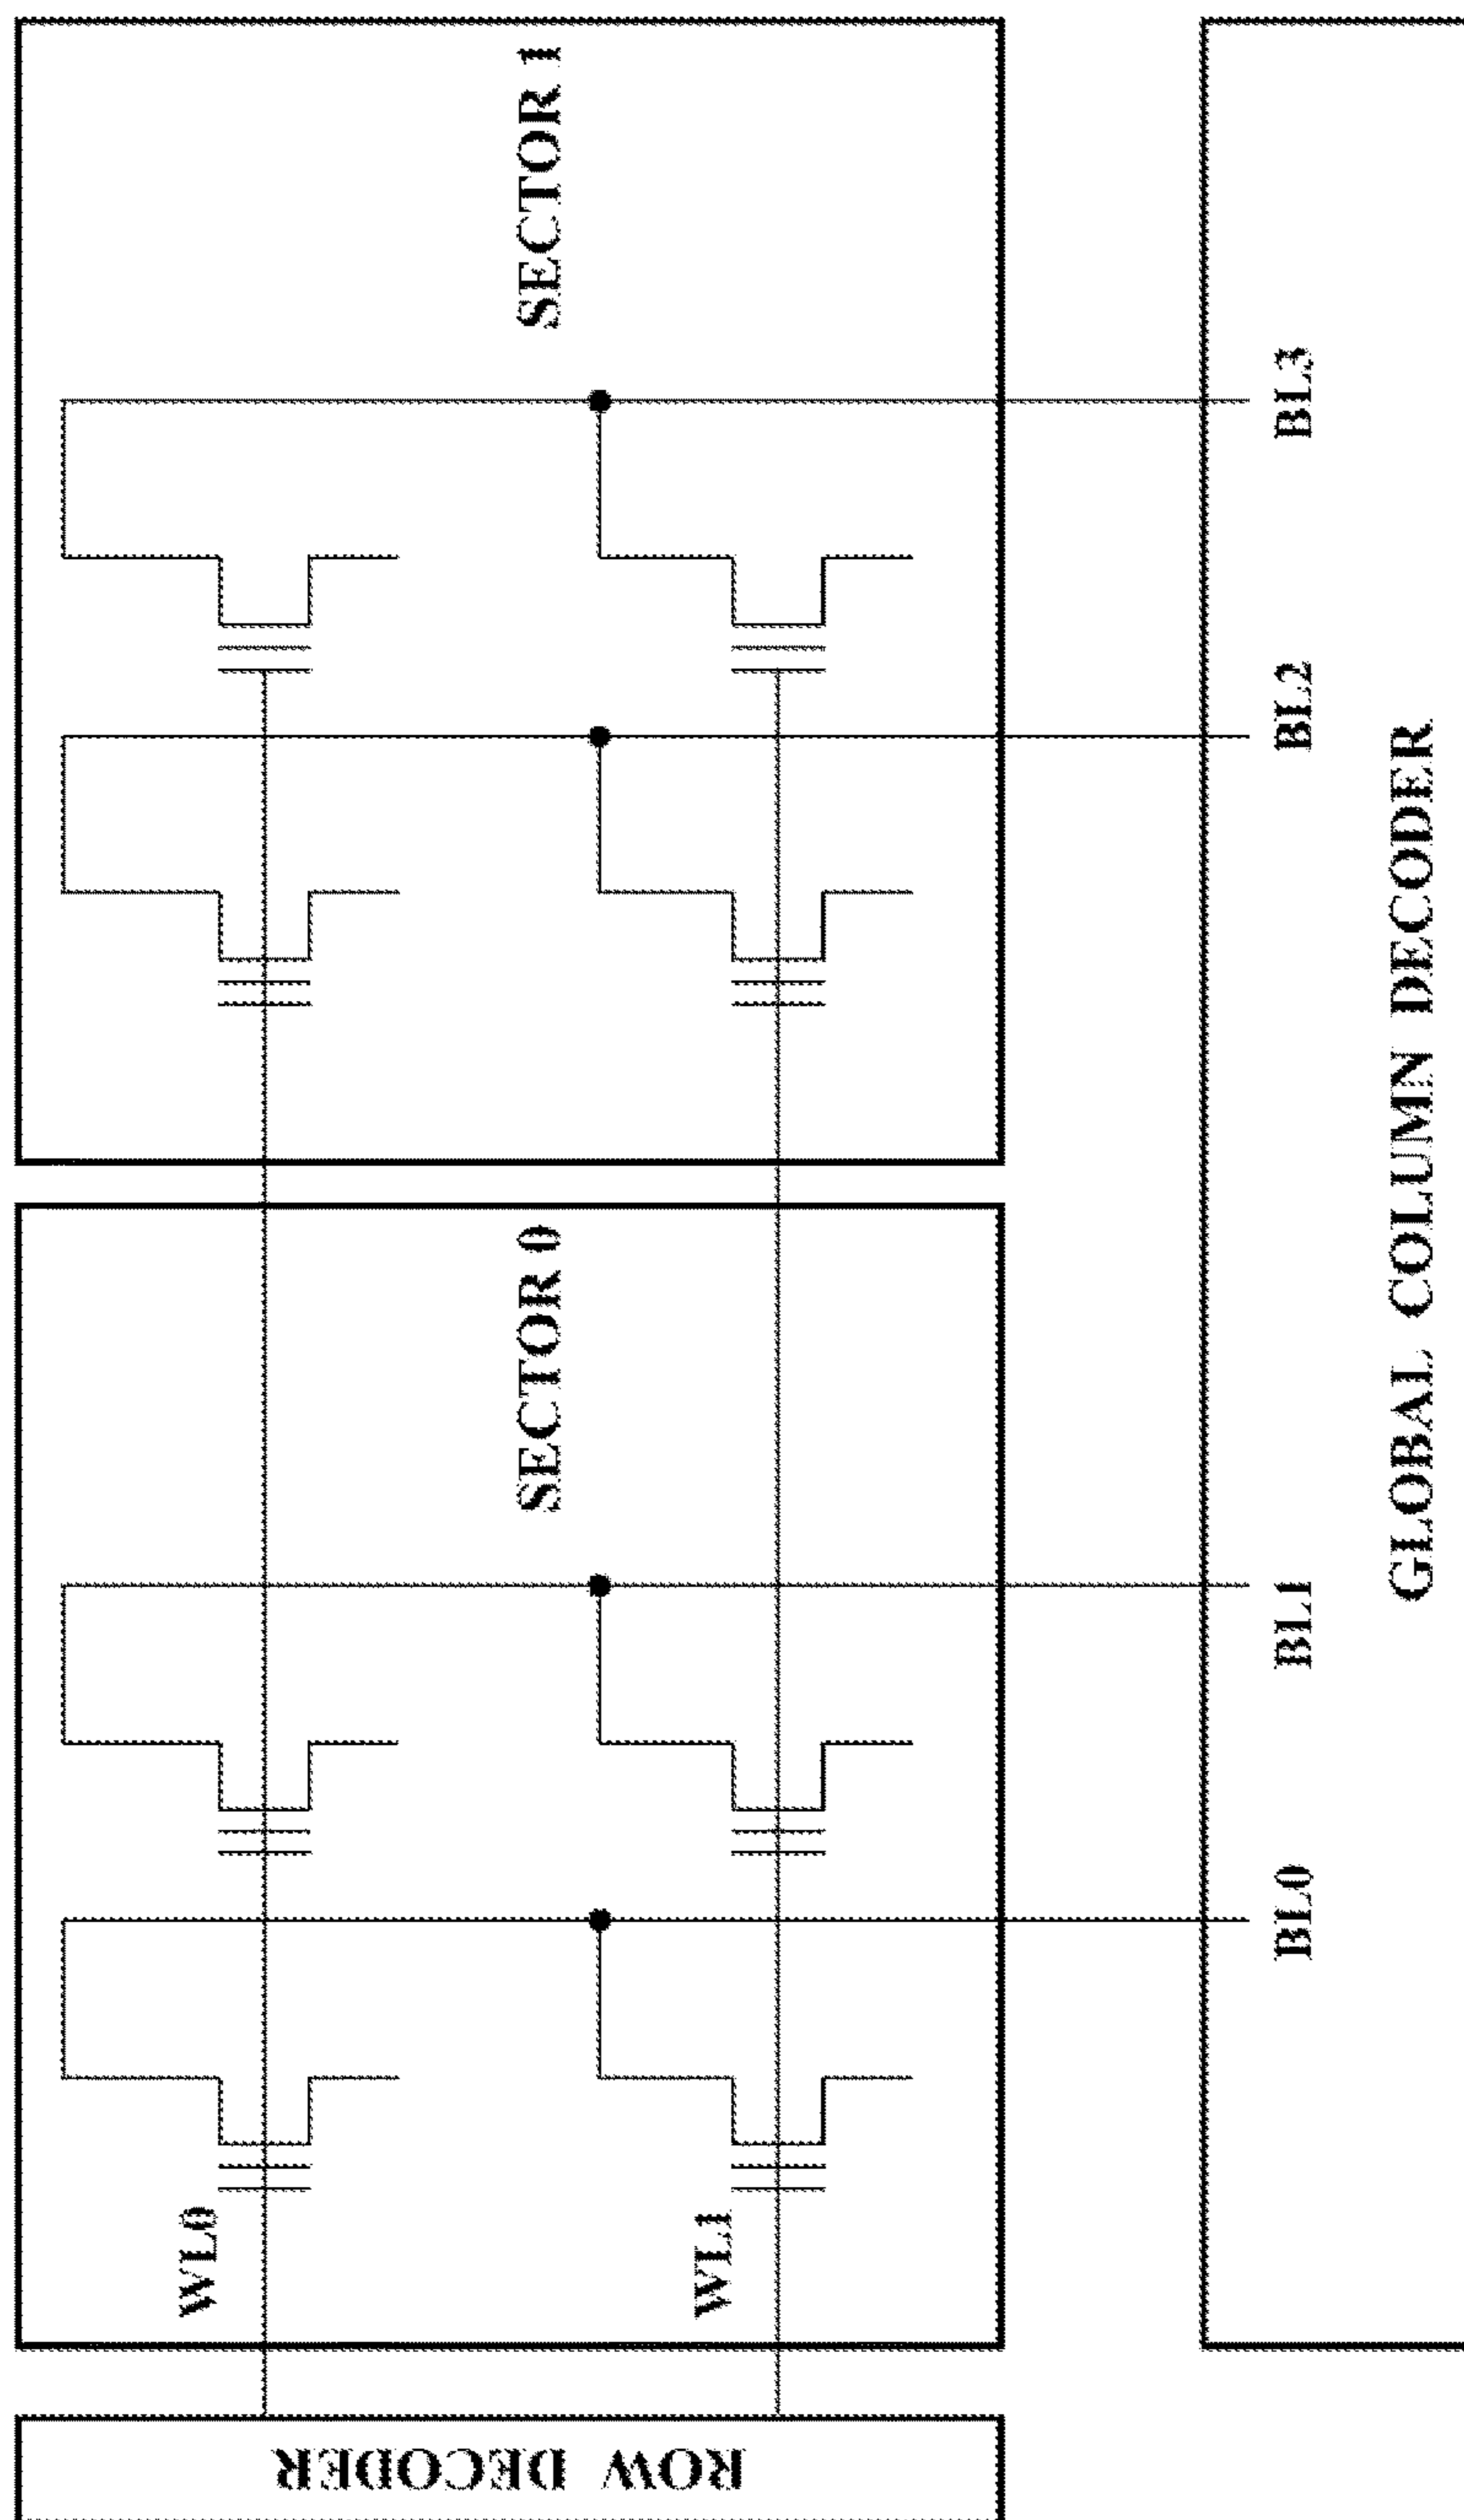 ROW DECODER
WL0
WL1
SECTOR 0
SECTOR 1
BL0
BL1
BL2
BL3
GLOBAL COLUMN DECODER